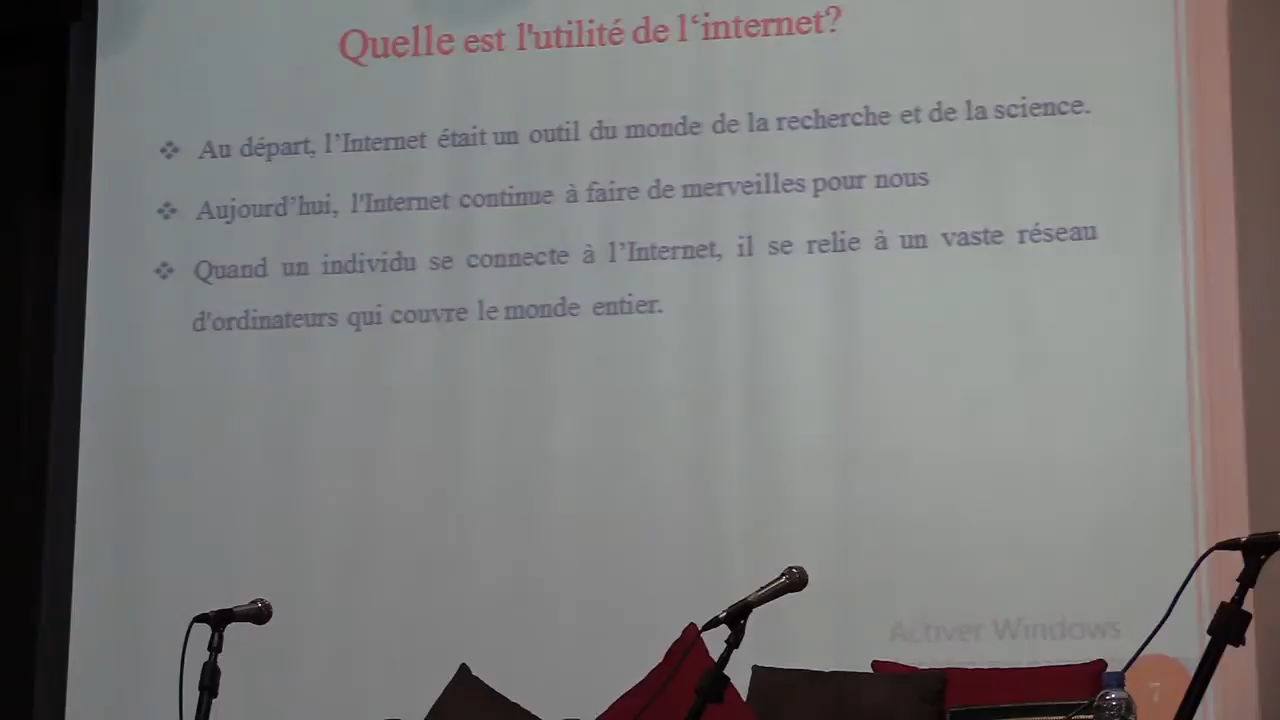 Quelle est l'utilité de l‘internet?
❖ Au départ, l’Internet était un outil du monde de la recherche et de la science.
❖ Aujourd’hui, l'Internet continue à faire de merveilles pour nous
❖ Quand un individu se connecte à l’Internet, il se relie à un vaste réseau
d'ordinateurs qui couvre le monde entier.
Activer Windows
7